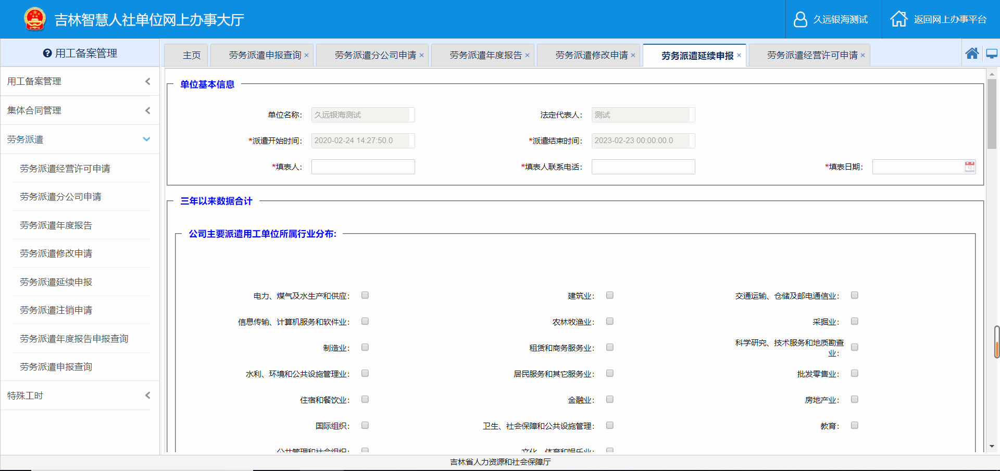 吉林智慧人社单位网上办事大厅
久远银海测试
返回网上办事平台
用工备案管理
主页
劳务派遣申报查询
劳务派遣分公司申请
劳务派遣年度报告
劳务派遣修改申请
劳务派遣延续申报
劳务派遣经营许可申请
用工备案管理
集体合同管理
劳务派遣
劳务派遣经营许可申请
劳务派遣分公司申请
劳务派遣年度报告
劳务派遣修改申请
劳务派遣延续申报
劳务派遣注销申请
劳务派遣年度报告申报查询
劳务派遣申报查询
特殊工时
单位基本信息
单位名称： 久远银海测试
法定代表人： 测试
*派遣开始时间： 2020-02-24 14:27:50.0
*派遣结束时间： 2023-02-23 00:00:00.0
*填表人：
*填表人联系电话：
*填表日期：
三年以来数据合计
公司主要派遣用工单位所属行业分布:
电力、煤气及水生产和供应：
建筑业：
交通运输、仓储及邮电通信业：
信息传输、计算机服务和软件业：
农林牧渔业：
采掘业：
制造业：
租赁和商务服务业：
科学研究、技术服务和地质勘查
业：
水利、环境和公共设施管理业：
居民服务和其它服务业：
批发零售业：
住宿和餐饮业：
金融业：
房地产业：
国际组织：
卫生、社会保障和公共设施管理：
教育：
公共管理和社会组织：
文化、体育和娱乐业：
吉林省人力资源和社会保障厅